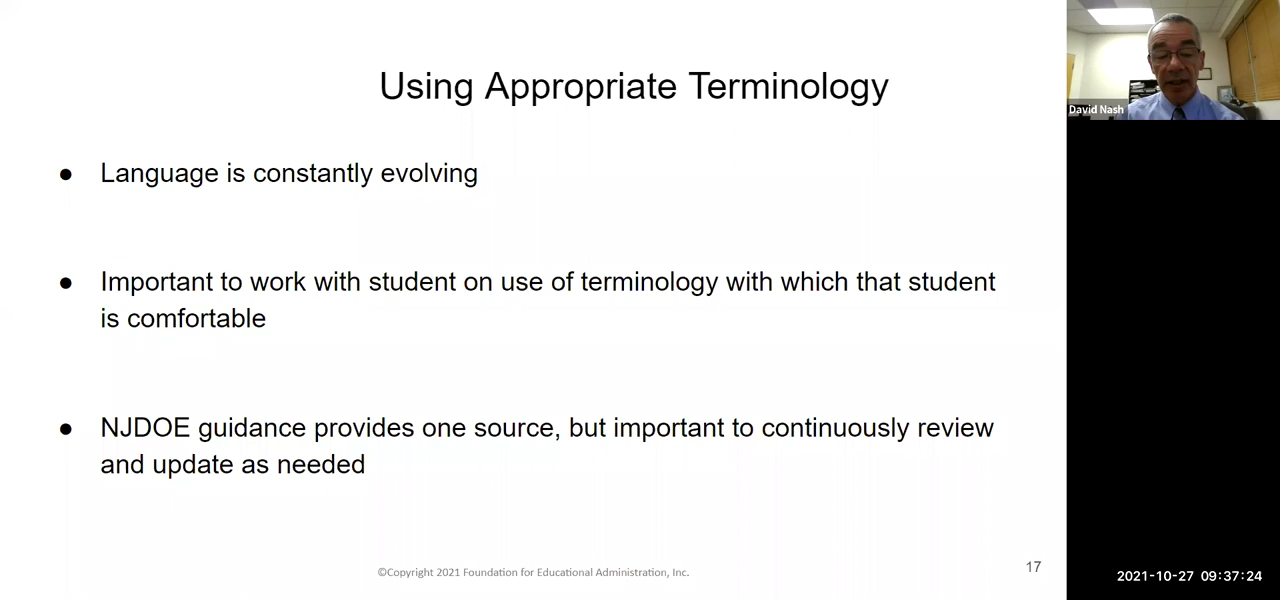 Using Appropriate Terminology
● Language is constantly evolving
● Important to work with student on use of terminology with which that student
is comfortable
● NJDOE guidance provides one source, but important to continuously review
and update as needed
©Copyright 2021 Foundation for Educational Administration, Inc.
17
David Nash
2021-10-27 09:37:24